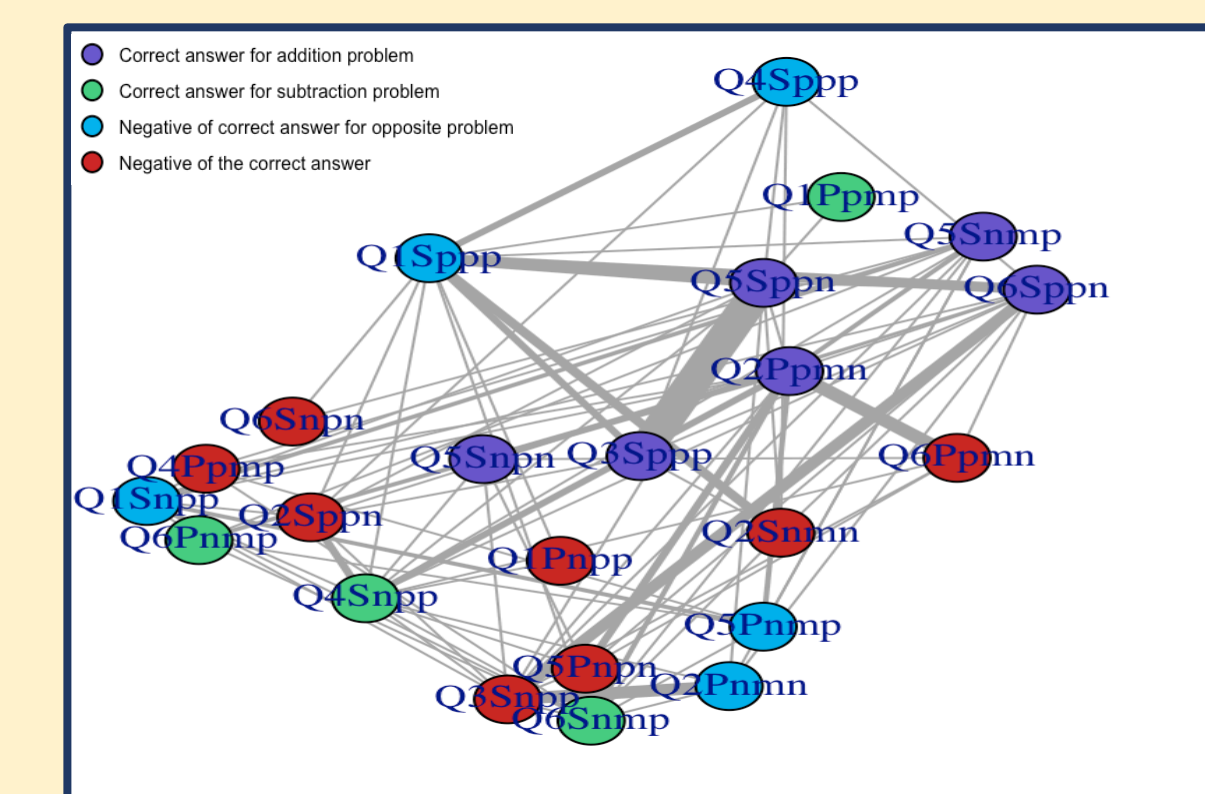 Correct answer for addition problem
Correct answer for subtraction problem
Negative of correct answer for opposite problem
Negative of the correct answer
Q4Sppp
Q1Ppmp
Q5Snmp
Q1Sppp
Q5Sppn
Q6Sppn
Q2Ppmn
Q6Snpn
Q5Snpn
Q3Sppp
Q6Ppmn
Q4Ppmp
Q1Snpp
Q2Sppn
Q6Pnmp
Q2Snmn
Q1Pnpp
Q4Snpp
Q5Pnmp
Q5Pnpn
Q3Snpp
Q2Pnmn
Q6Snmp